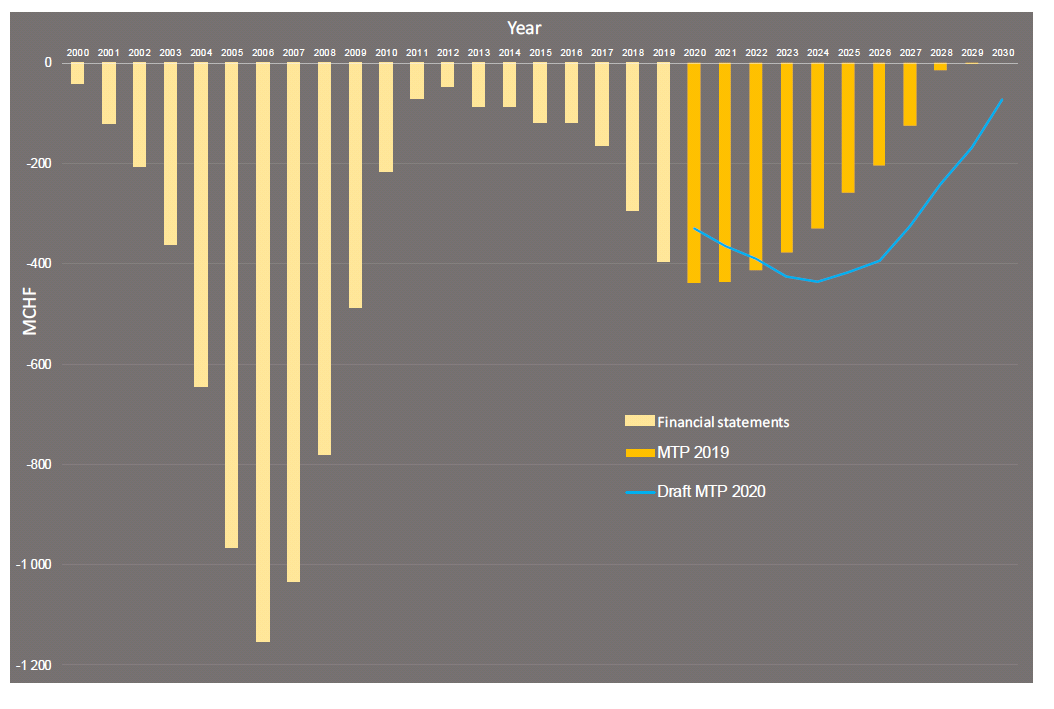 Year
2000 2001 2002 2003 2004 2005 2006 2007 2008 2009 2010 2011 2012 2013 2014 2015 2016 2017 2018 2019 2020 2021 2022 2023 2024 2025 2026 2027 2028 2029 2030
0
-200
-400
MCHF
-600
Financial statements
MTP 2019
-800
Draft MTP 2020
-1 000
-1 200